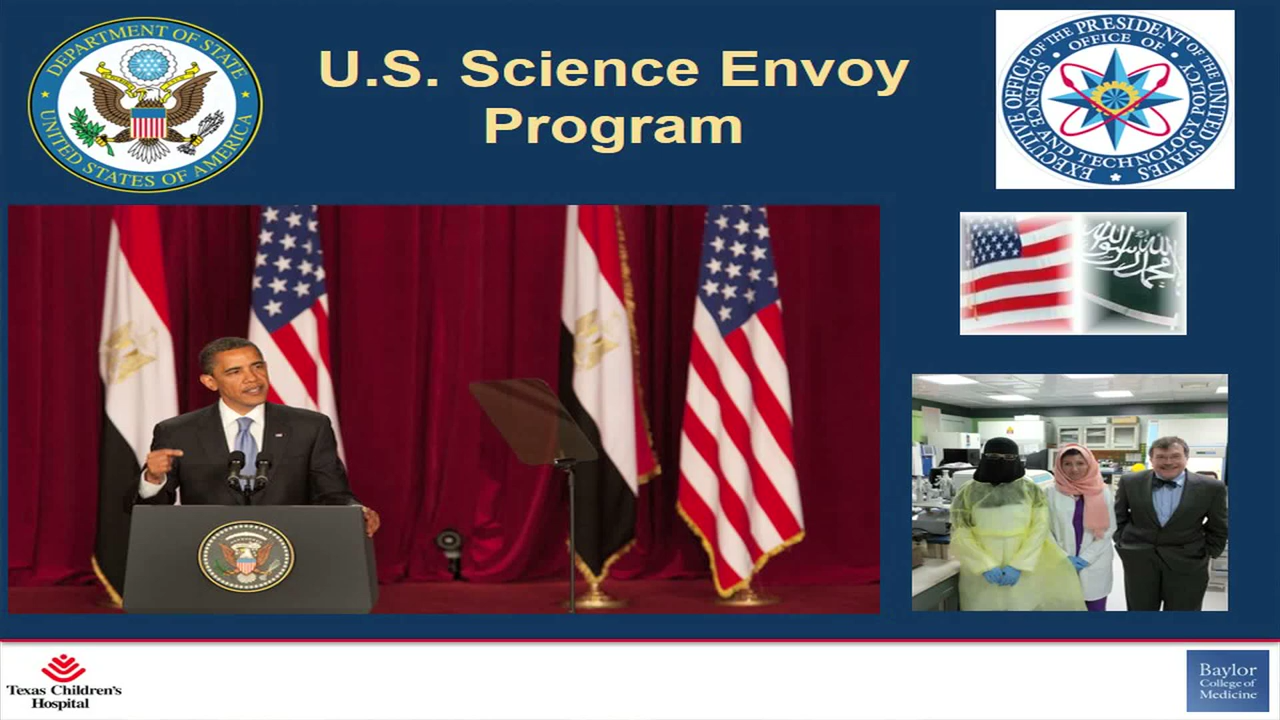 DEPARTMENT OF STATE
UNITED STATES OF AMERICA
U.S. Science Envoy
Program
EXECUTIVE OFFICE OF THE PRESIDENT OF THE UNITED STATES
OFFICE OF
SCIENCE AND TECHNOLOGY POLICY
Texas Children's
Hospital
Baylor
College of
Medicine